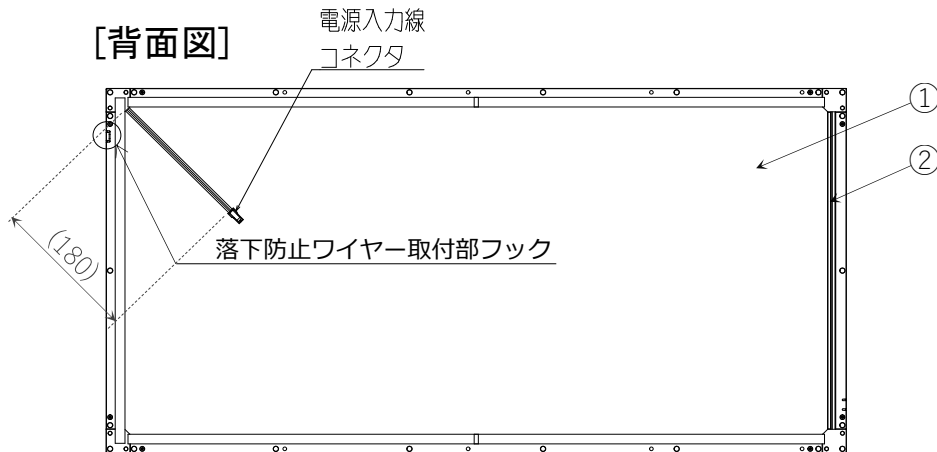 [背面図]
電源入力線
コネクタ
①
②
(180)
落下防止ワイヤー取付部フック